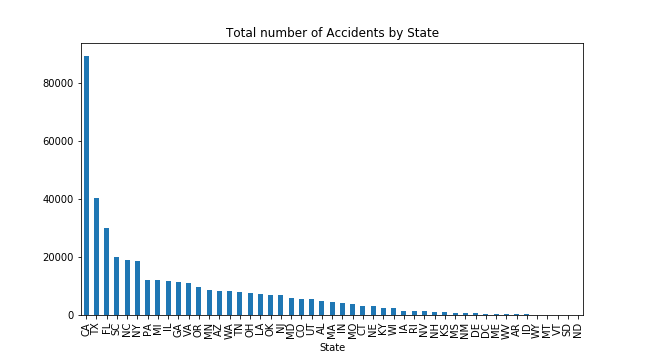 Total number of Accidents by State
80000
60000
40000
20000
0
CA TX FL SC NC NY PA MI IL GA VA OR MN AZ WA TN OH LA OK NJ MD CO UT AL MA IN MO CT NE KY WI IA RI NV NH KS MS NM DE DC ME WV AR ID WY MT VT SD ND
State